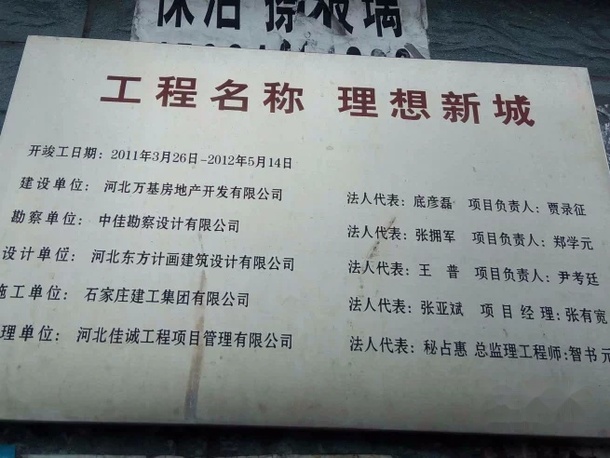 保洁 擦玻璃
工程名称 理想新城
开竣工日期：2011年3月26日-2012年5月14日
建设单位：河北万基房地产开发有限公司 法人代表：底彦磊 项目负责人：贾录征
勘察单位：中佳勘察设计有限公司 法人代表：张拥军 项目负责人：郑学元
设计单位：河北东方计画建筑设计有限公司 法人代表：王 普 项目负责人：尹考廷
施工单位：石家庄建工集团有限公司 法人代表：张亚斌 项目经理：张有宽
理单位：河北佳诚工程项目管理有限公司 法人代表：秘占惠 总监理工程师：智书元